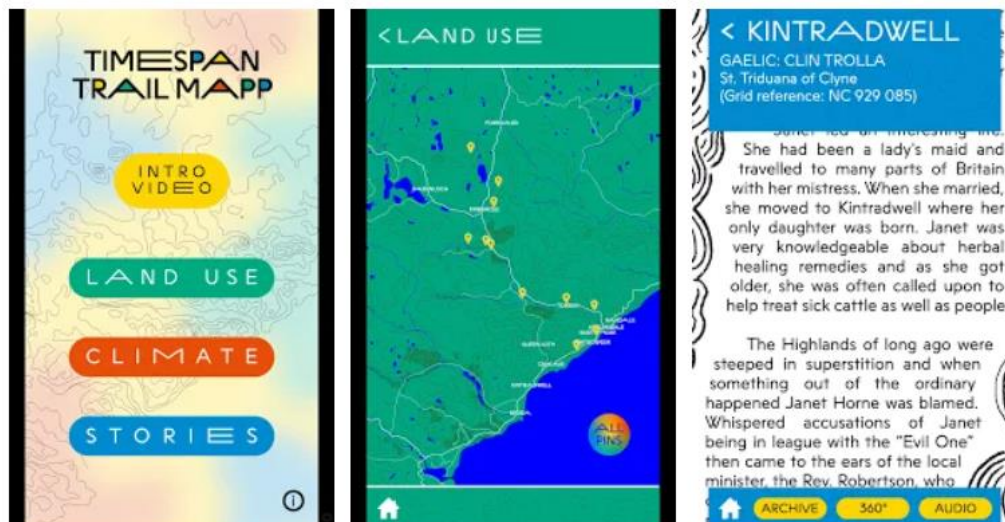 TIMESPAN
TRAIL MAPP
INTRO
VIDEO
LAND USE
CLIMATE
STORIES
< LAND USE
ALL
PINS
< KINTRADWELL
GAELIC: CLIN TROLLA
St. Triduana of Clyne
(Grid reference: NC 929 085)
Janet led an interesting life.
She had been a lady's maid and
travelled to many parts of Britain
with her mistress. When she married,
she moved to Kintradwell where her
only daughter was born. Janet was
very knowledgeable about herbal
healing remedies and as she got
older, she was often called upon to
help treat sick cattle as well as people
The Highlands of long ago were
steeped in superstition and when
something out of the ordinary
happened Janet Horne was blamed.
Whispered accusations of Janet
being in league with the "Evil One"
then came to the ears of the local
minister, the Rev. Robertson, who
ARCHIVE
360°
AUDIO